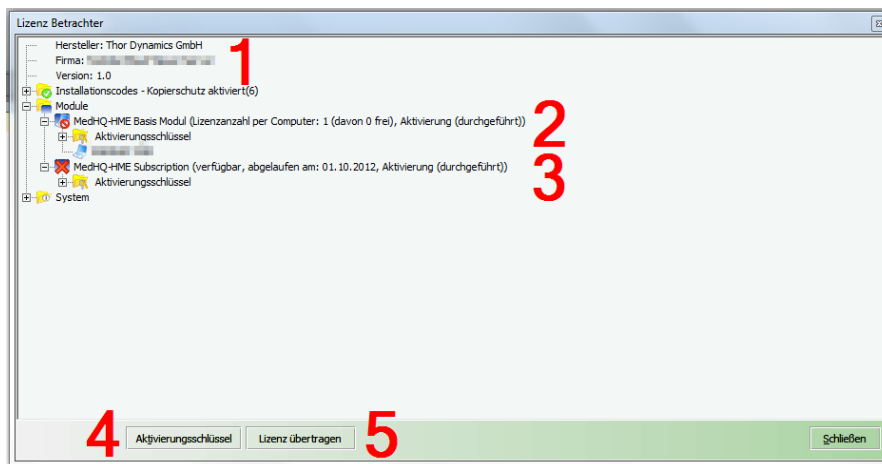 Lizenz Betrachter
Hersteller: Thor Dynamics GmbH
1
Firma:
Version: 1.0
Installationscodes - Kopierschutz aktiviert(6)
Module
MedHQ-HME Basis Modul (Lizenzanzahl per Computer: 1 (davon 0 frei), Aktivierung (durchgeführt))
2
Aktivierungsschlüssel
MedHQ-HME Subscription (verfügbar, abgelaufen am: 01.10.2012, Aktivierung (durchgeführt))
3
Aktivierungsschlüssel
System
4 Aktivierungsschlüssel Lizenz übertragen 5 Schließen